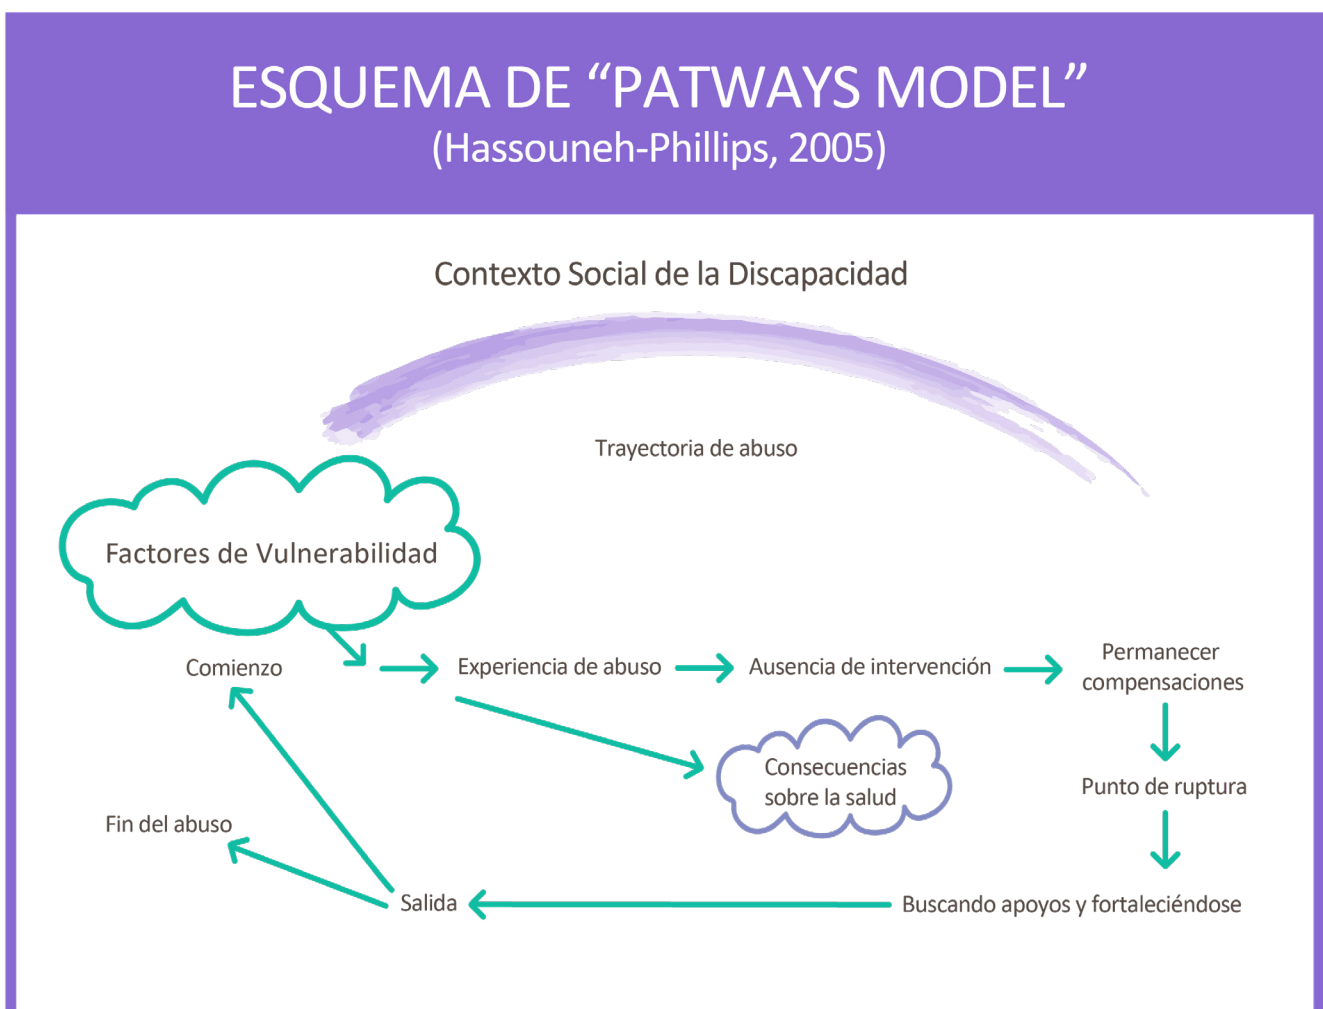 ESQUEMA DE “PATWAYS MODEL”
(Hassouneh-Phillips, 2005)
Contexto Social de la Discapacidad
Trayectoria de abuso
Factores de Vulnerabilidad
Comienzo
Experiencia de abuso
Ausencia de intervención
Permanecer
compensaciones
Consecuencias
sobre la salud
Punto de ruptura
Fin del abuso
Salida
Buscando apoyos y fortaleciéndose